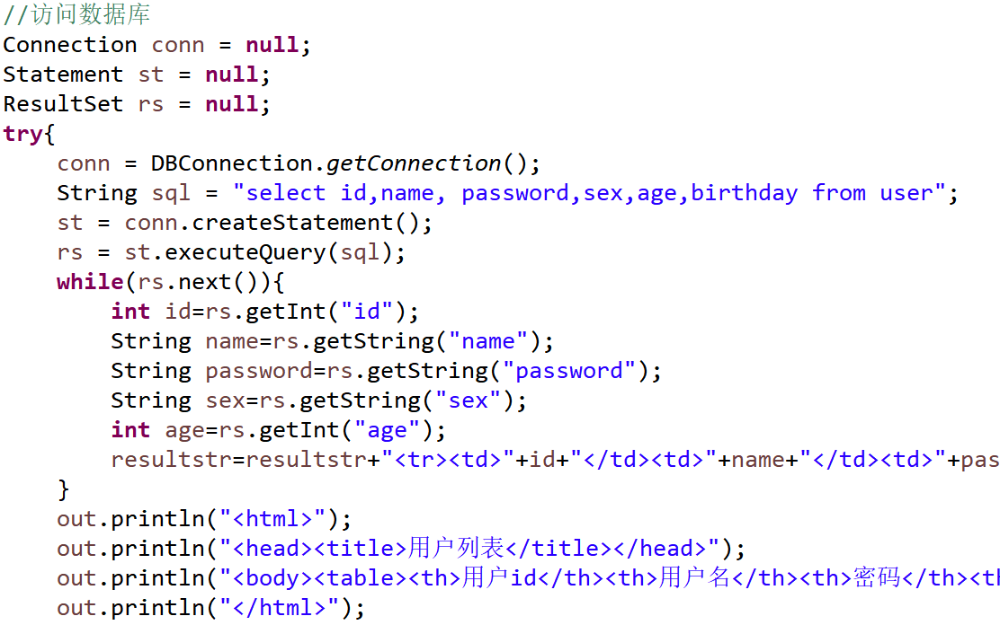 //访问数据库
Connection conn = null;
Statement st = null;
ResultSet rs = null;
try{
    conn = DBConnection.getConnection();
    String sql = "select id,name, password,sex,age,birthday from user";
    st = conn.createStatement();
    rs = st.executeQuery(sql);
    while(rs.next()){
        int id=rs.getInt("id");
        String name=rs.getString("name");
        String password=rs.getString("password");
        String sex=rs.getString("sex");
        int age=rs.getInt("age");
        resultstr=resultstr+"<tr><td>"+id+"</td><td>"+name+"</td><td>"+pas
    }
    out.println("<html>");
    out.println("<head><title>用户列表</title></head>");
    out.println("<body><table><th>用户id</th><th>用户名</th><th>密码</th><th
    out.println("</html>");